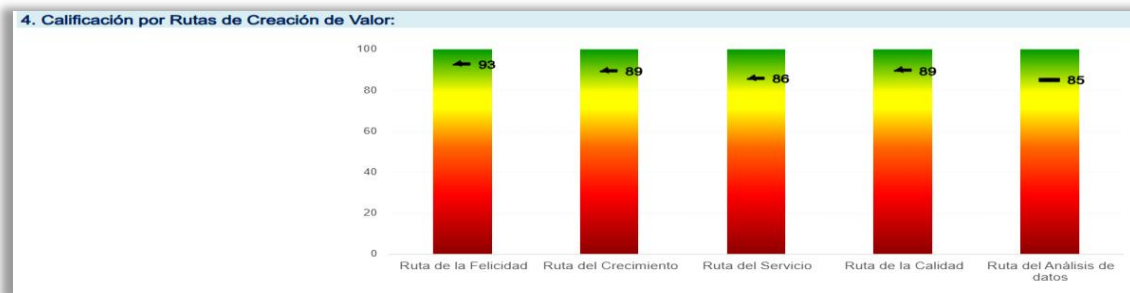 4. Calificación por Rutas de Creación de Valor:
100
93
89
86
89
85
80
60
40
20
0
Ruta de la Felicidad
Ruta del Crecimiento
Ruta del Servicio
Ruta de la Calidad
Ruta del Análisis de
datos